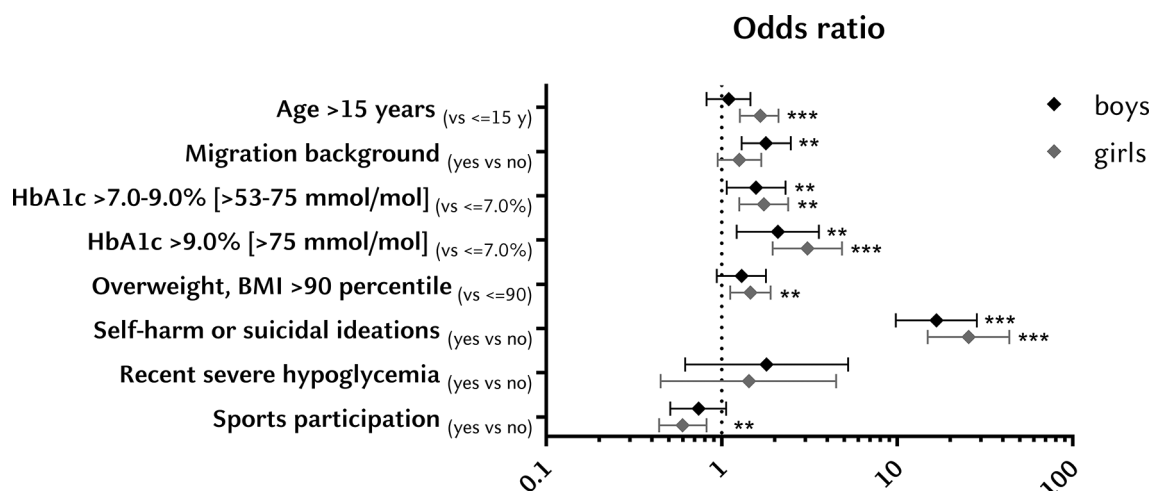 Odds ratio
Age >15 years (vs <=15 y)
***
Migration background (yes vs no)
**
HbA1c >7.0-9.0% [>53-75 mmol/mol] (vs <=7.0%)
**
**
HbA1c >9.0% [>75 mmol/mol] (vs <=7.0%)
**
***
Overweight, BMI >90 percentile (vs <=90)
**
Self-harm or suicidal ideations (yes vs no)
***
***
Recent severe hypoglycemia (yes vs no)
Sports participation (yes vs no)
**
0.1 1 10 100
boys
girls